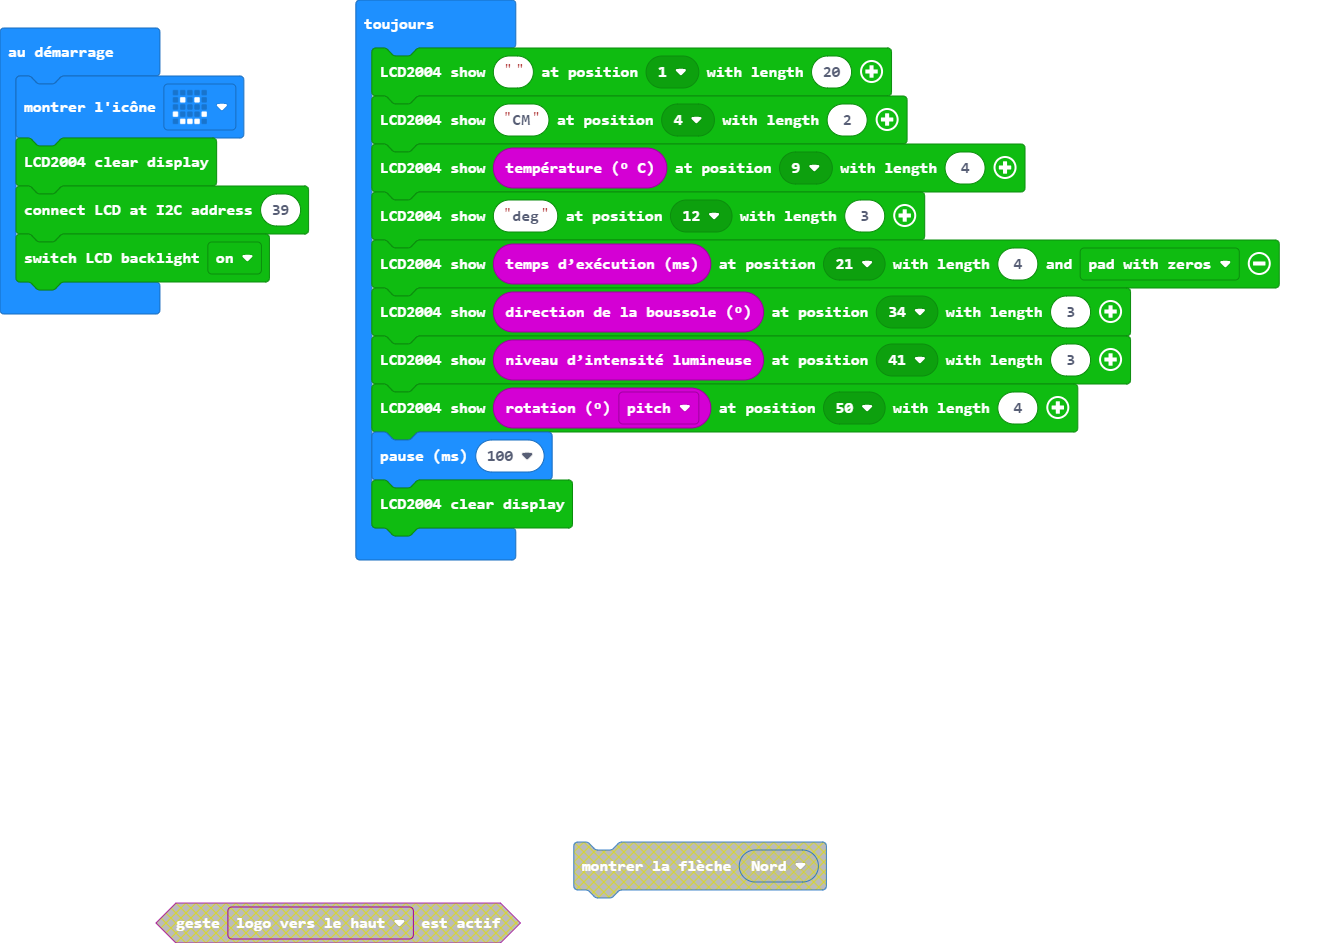 au démarrage
montrer l'icône
LCD2004 clear display
connect LCD at I2C address 39
switch LCD backlight on
toujours
LCD2004 show " " at position 1 with length 20
LCD2004 show "CM" at position 4 with length 2
LCD2004 show température (º C) at position 9 with length 4
LCD2004 show "deg" at position 12 with length 3
LCD2004 show temps d’exécution (ms) at position 21 with length 4 and pad with zeros
LCD2004 show direction de la boussole (º) at position 34 with length 3
LCD2004 show niveau d’intensité lumineuse at position 41 with length 3
LCD2004 show rotation (º) pitch at position 50 with length 4
pause (ms) 100
LCD2004 clear display
montrer la flèche Nord
geste logo vers le haut est actif